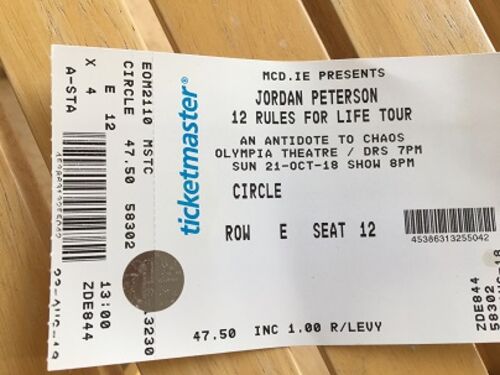 MCD.IE PRESENTS
JORDAN PETERSON
12 RULES FOR LIFE TOUR
AN ANTIDOTE TO CHAOS
OLYMPIA THEATRE / DRS 7PM
SUN 21-OCT-18 SHOW 8PM
CIRCLE
ROW E SEAT 12
45386313255042
47.50 INC 1.00 R/LEVY
ticketmaster®
EOM2110 MSTC
CIRCLE 47.50 58302
E 12
X 4
A-STA
13230
13:00
ZDE844
ZDE844
58302